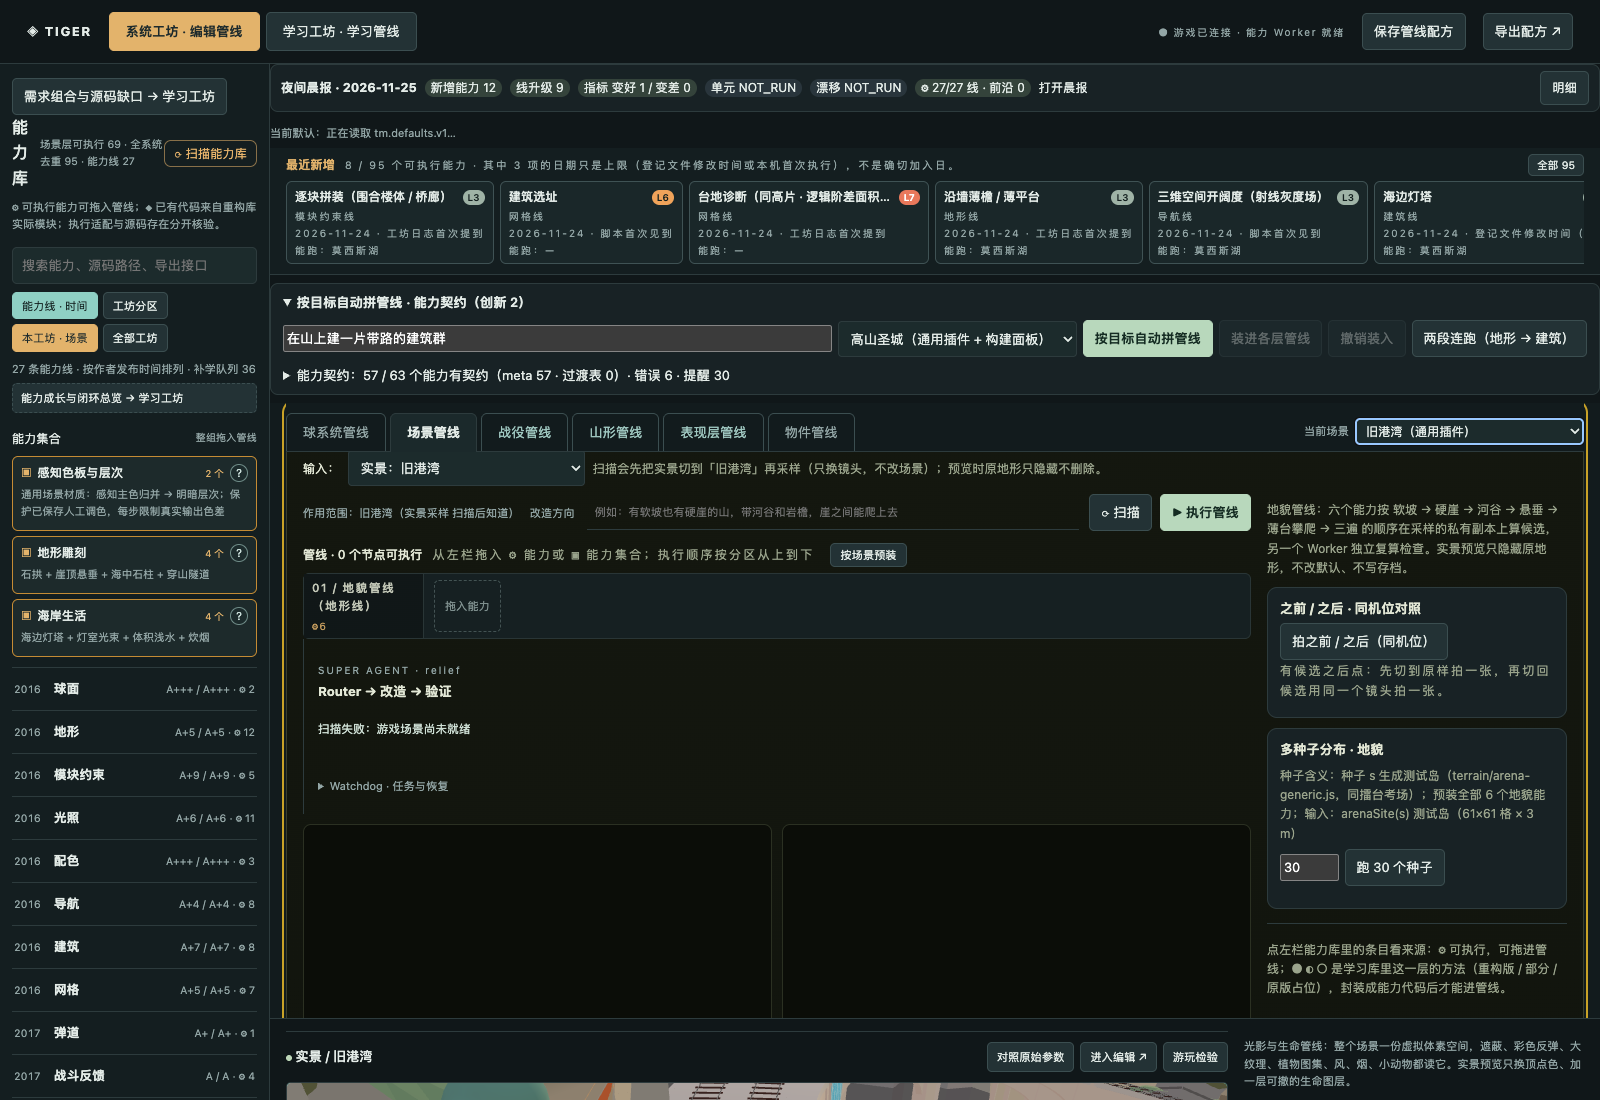 ◈ TIGER
系统工坊 · 编辑管线
学习工坊 · 学习管线
游戏已连接 · 能力 Worker 就绪
保存管线配方
导出配方 ↗
需求组合与源码缺口 → 学习工坊
能力库
场景层可执行 69 · 全系统去重 95 · 能力线 27
⟳ 扫描能力库
⚙ 可执行能力可拖入管线；◆ 已有代码来自重构库
实际模块；执行适配与源码存在分开核验。
搜索能力、源码路径、导出接口
能力线 · 时间
工坊分区
本工坊 · 场景
全部工坊
27 条能力线 · 按作者发布时间排列 · 补学队列 36
能力成长与闭环总览 → 学习工坊
能力集合
整组拖入管线
▣ 感知色板与层次
2 个 ?
通用场景材质：感知主色归并 → 明暗层次；保
护已保存人工调色，每步限制真实输出色差
▣ 地形雕刻
4 个 ?
石拱 + 崖顶悬垂 + 海中石柱 + 穿山隧道
▣ 海岸生活
4 个 ?
海边灯塔 + 灯室光束 + 体积浅水 + 炊烟
2016 球面 A+++ / A+++ · ⚙ 2
2016 地形 A+5 / A+5 · ⚙ 12
2016 模块约束 A+9 / A+9 · ⚙ 5
2016 光照 A+6 / A+6 · ⚙ 11
2016 配色 A+++ / A+++ · ⚙ 3
2016 导航 A+4 / A+4 · ⚙ 8
2016 建筑 A+7 / A+7 · ⚙ 8
2016 网格 A+5 / A+5 · ⚙ 7
2017 弹道 A+ / A+ · ⚙ 1
2017 战斗反馈 A / A · ⚙ 4
夜间晨报 · 2026-11-25
新增能力 12
线升级 9
指标 变好 1 / 变差 0
单元 NOT_RUN
漂移 NOT_RUN
⚙ 27/27 线 · 前沿 0
打开晨报
明细
当前默认：正在读取 tm.defaults.v1…
最近新增
8 / 95 个可执行能力 · 其中 3 项的日期只是上限（登记文件修改时间或本机首次执行），不是确切加入日。
全部 95
逐块拼装（围合楼体 / 桥廊） L3
模块约束线
2026-11-24 · 工坊日志首次提到
能跑：莫西斯湖
建筑选址 L6
网格线
2026-11-24 · 脚本首次见到
能跑：—
台地诊断（同高片 · 逻辑阶差面积… L7
网格线
2026-11-24 · 工坊日志首次提到
能跑：—
沿墙薄檐 / 薄平台 L3
地形线
2026-11-24 · 工坊日志首次提到
能跑：莫西斯湖
三维空间开阔度（射线灰度场） L3
导航线
2026-11-24 · 脚本首次见到
能跑：莫西斯湖
海边灯塔
建筑线
2026-11-24 · 登记文件修改时间（
能跑：莫西斯湖
▼ 按目标自动拼管线 · 能力契约（创新 2）
在山上建一片带路的建筑群
高山圣城（通用插件 + 构建面板）
按目标自动拼管线
装进各层管线
撤销装入
两段连跑（地形 → 建筑）
▶ 能力契约：57 / 63 个能力有契约（meta 57 · 过渡表 0）· 错误 6 · 提醒 30
球系统管线
场景管线
战役管线
山形管线
表现层管线
物件管线
当前场景
旧港湾（通用插件）
输入：
实景：旧港湾
扫描会先把实景切到「旧港湾」再采样（只换镜头，不改场景）；预览时原地形只隐藏不删除。
作用范围：旧港湾（实景采样 扫描后知道）
改造方向
例如：有软坡也有硬崖的山，带河谷和岩檐，崖之间能爬上去
⟳ 扫描
▶ 执行管线
管线 · 0 个节点可执行
从左栏拖入 ⚙ 能力或 ▣ 能力集合；执行顺序按分区从上到下
按场景预装
01 / 地貌管线
（地形线）
⚙6
拖入能力
SUPER AGENT · relief
Router → 改造 → 验证
扫描失败：游戏场景尚未就绪
▶ Watchdog · 任务与恢复
地貌管线：六个能力按 软坡 → 硬崖 → 河谷 → 悬垂 →
薄台攀爬 → 三遍 的顺序在采样的私有副本上算候选，
另一个 Worker 独立复算检查。实景预览只隐藏原地
形，不改默认、不写存档。
之前 / 之后 · 同机位对照
拍之前 / 之后（同机位）
有候选之后点：先切到原样拍一张，再切回
候选用同一个镜头拍一张。
多种子分布 · 地貌
种子含义：种子 s 生成测试岛（terrain/arena-
generic.js，同擂台考场）；预装全部 6 个地貌能
力；输入：arenaSite(s) 测试岛（61×61 格 × 3
m）
30
跑 30 个种子
点左栏能力库里的条目看来源：⚙ 可执行，可拖进管
线；● ◐ ○ 是学习库里这一层的方法（重构版 / 部分 /
原版占位），封装成能力代码后才能进管线。
实景 / 旧港湾
对照原始参数
进入编辑 ↗
游玩检验
光影与生命管线：整个场景一份虚拟体素空间，遮蔽、彩色反弹、大
纹理、植物图集、风、烟、小动物都读它。实景预览只换顶点色、加
一层可撤的生命图层。